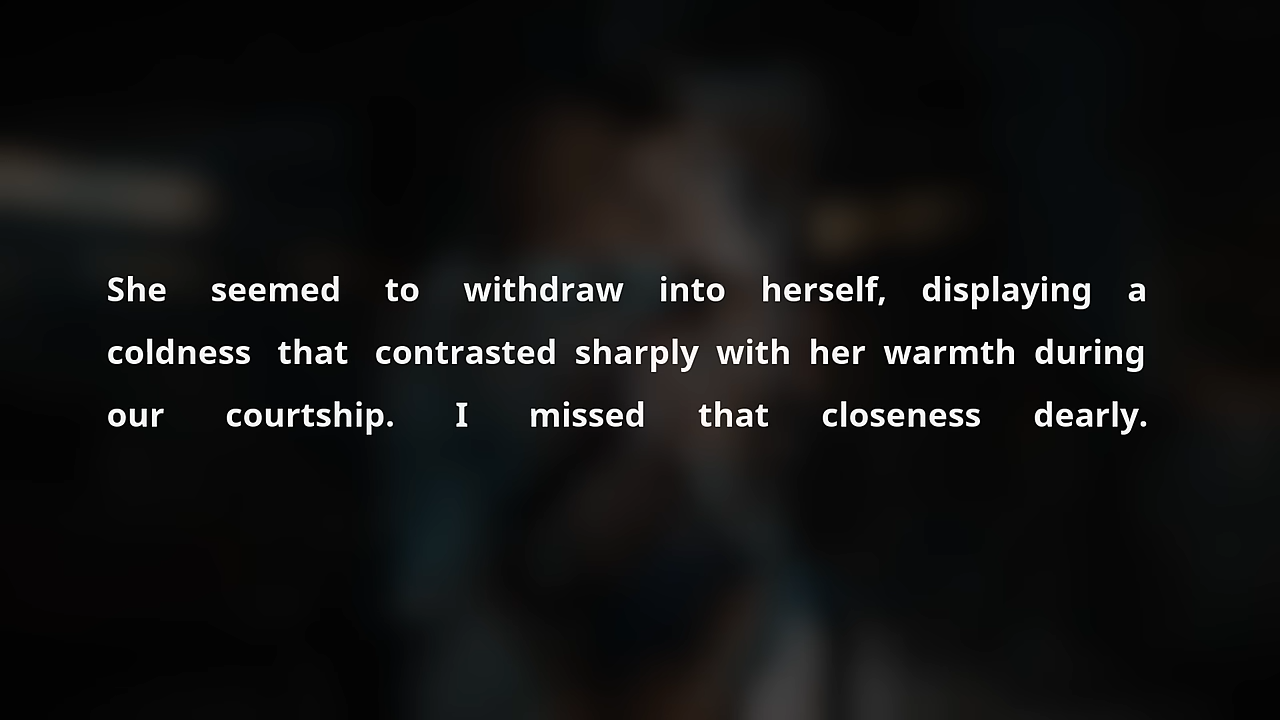 She seemed to withdraw into herself, displaying a
coldness that contrasted sharply with her warmth during
our courtship. I missed that closeness dearly.